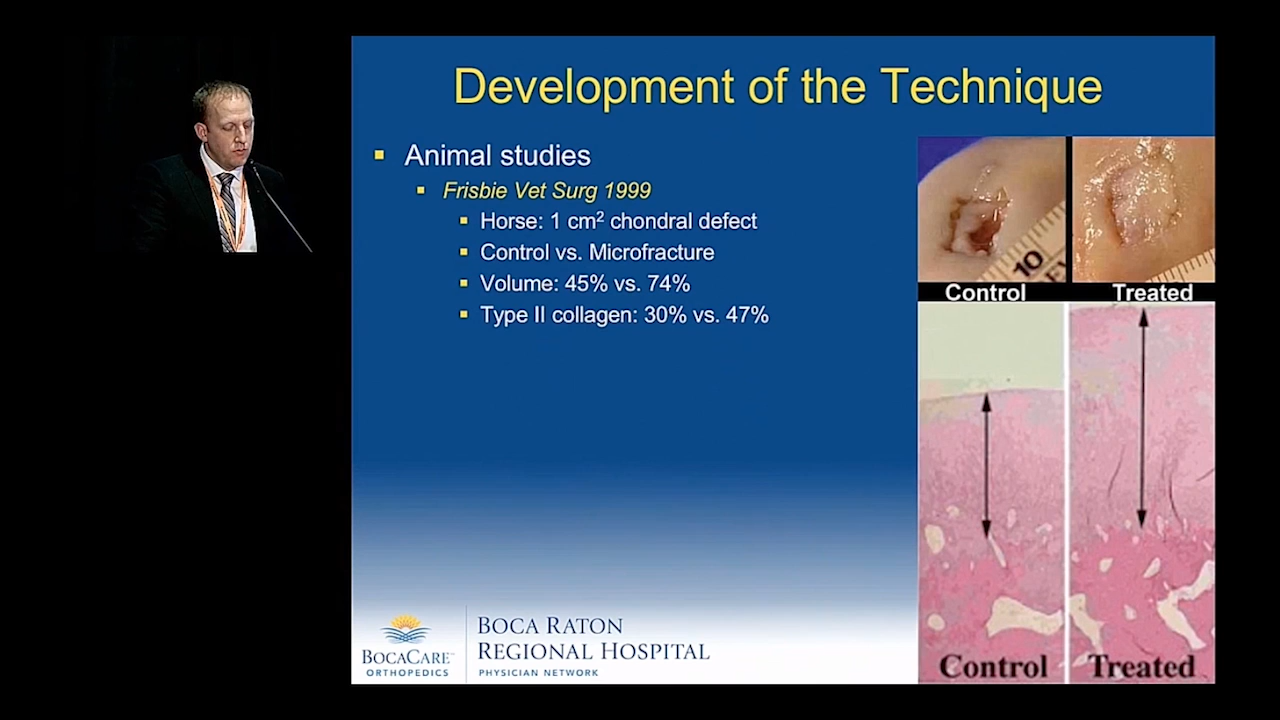 Development of the Technique
Animal studies
Frisbie Vet Surg 1999
Horse: 1 cm² chondral defect
Control vs. Microfracture
Volume: 45% vs. 74%
Type II collagen: 30% vs. 47%
10
Control
Treated
Control
Treated
BOCACARE™
ORTHOPEDICS
BOCA RATON
REGIONAL HOSPITAL
PHYSICIAN NETWORK